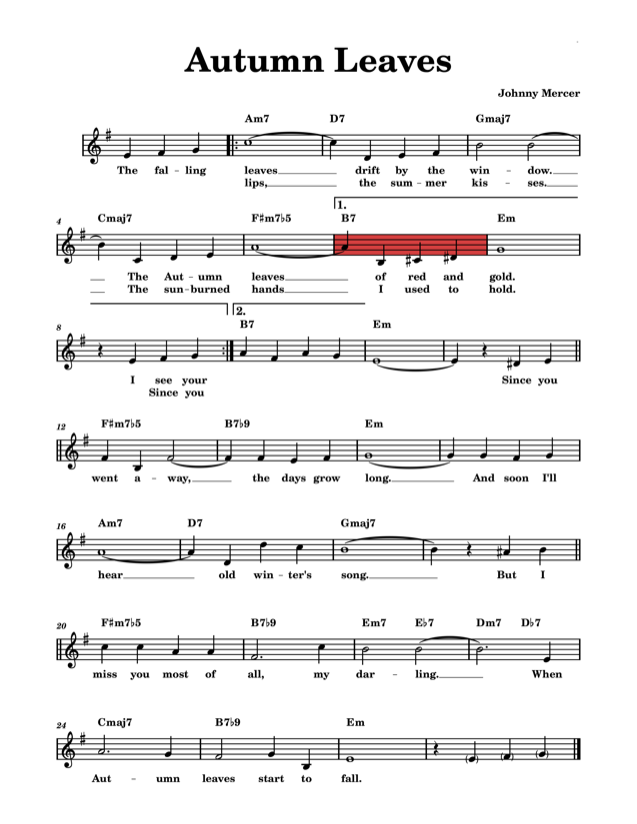 Autumn Leaves
Johnny Mercer
Am7 D7 Gmaj7
The fal – ling leaves drift by the win – dow.
lips, the sum – mer kis – ses.
1.
4 Cmaj7 F♯m7♭5 B7 Em
The Aut – umn leaves of red and gold.
The sun – burned hands I used to hold.
2.
8 B7 Em
I see your Since you
Since you
12 F♯m7♭5 B7♭9 Em
went a – way, the days grow long. And soon I'll
16 Am7 D7 Gmaj7
hear old win – ter's song. But I
20 F♯m7♭5 B7♭9 Em7 E♭7 Dm7 D♭7
miss you most of all, my dar – ling. When
24 Cmaj7 B7♭9 Em
Aut – umn leaves start to fall.